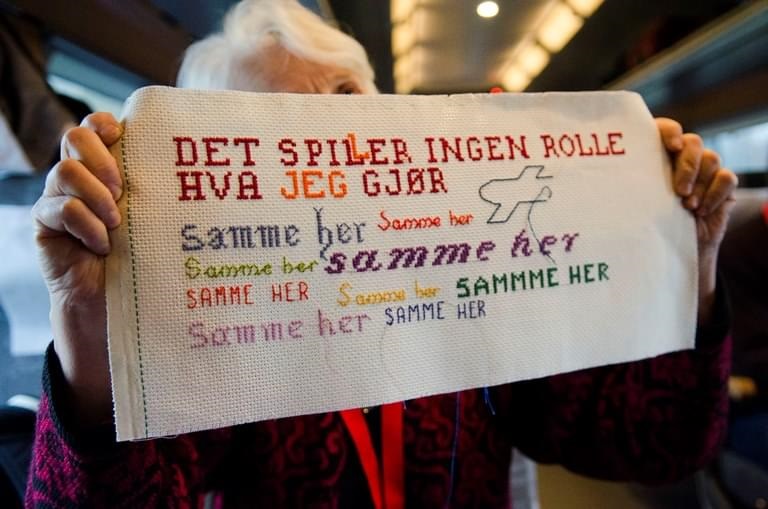 DET SPILLER INGEN ROLLE
HVA JEG GJØR
samme her Samme her
Samme her samme her
SAMME HER Samme her SAMMME HER
Samme her SAMME HER